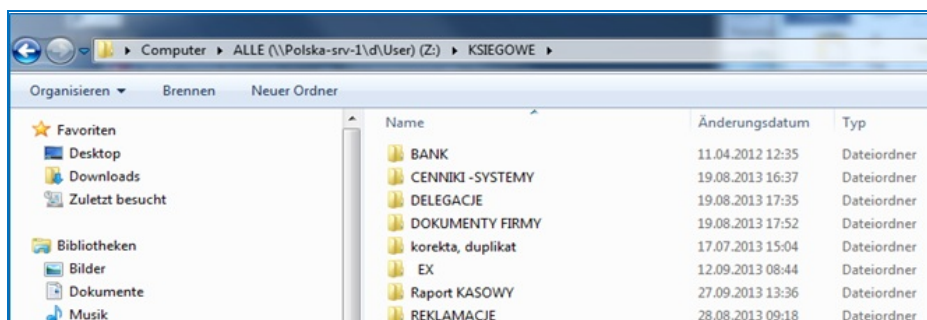 Computer ▸ ALLE (\\Polska-srv-1\d\User) (Z:) ▸ KSIEGOWE ▸
Organisieren Brennen Neuer Ordner
Favoriten
Desktop
Downloads
Zuletzt besucht
Bibliotheken
Bilder
Dokumente
Musik
Name Änderungsdatum Typ
BANK 11.04.2012 12:35 Dateiordner
CENNIKI -SYSTEMY 19.08.2013 16:37 Dateiordner
DELEGACJE 19.08.2013 17:35 Dateiordner
DOKUMENTY FIRMY 19.08.2013 17:52 Dateiordner
korekta, duplikat 17.07.2013 15:04 Dateiordner
EX 12.09.2013 08:44 Dateiordner
Raport KASOWY 27.09.2013 13:36 Dateiordner
REKLAMACJE 28.08.2013 09:18 Dateiordner